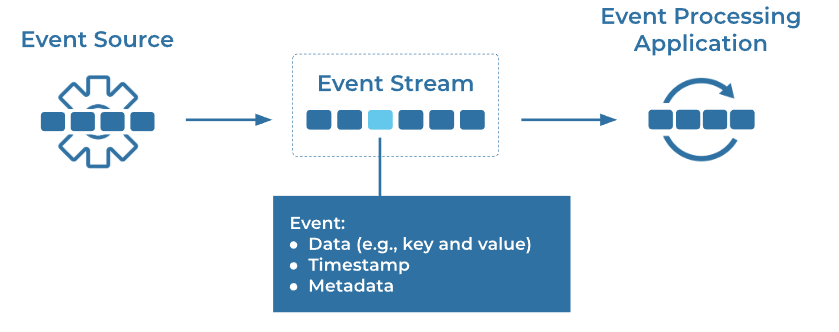 Event Source
Event Stream
Event Processing
Application
Event:
● Data (e.g., key and value)
● Timestamp
● Metadata